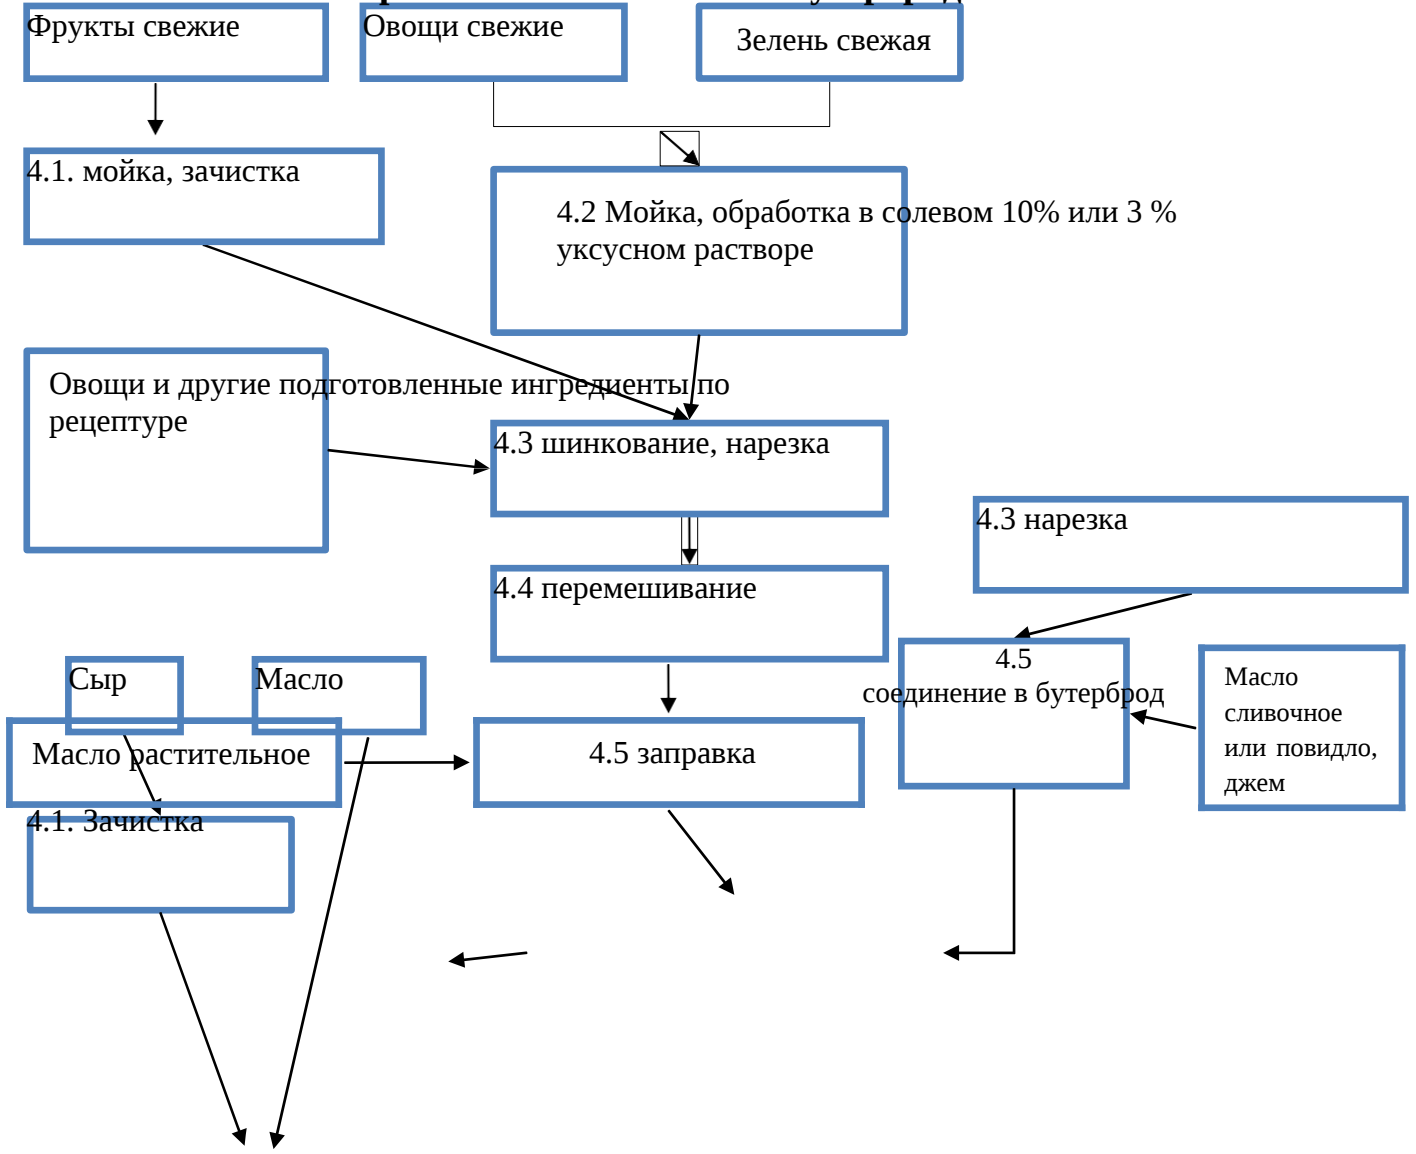 Фрукты свежие
Овощи свежие
Зелень свежая
4.1. мойка, зачистка
4.2 Мойка, обработка в солевом 10% или 3 %
уксусном растворе
Овощи и другие подготовленные ингредиенты по
рецептуре
4.3 шинкование, нарезка
4.3 нарезка
4.4 перемешивание
4.5
соединение в бутерброд
Масло
сливочное
или повидло,
джем
Сыр
Масло
Масло растительное
4.5 заправка
4.1. Зачистка